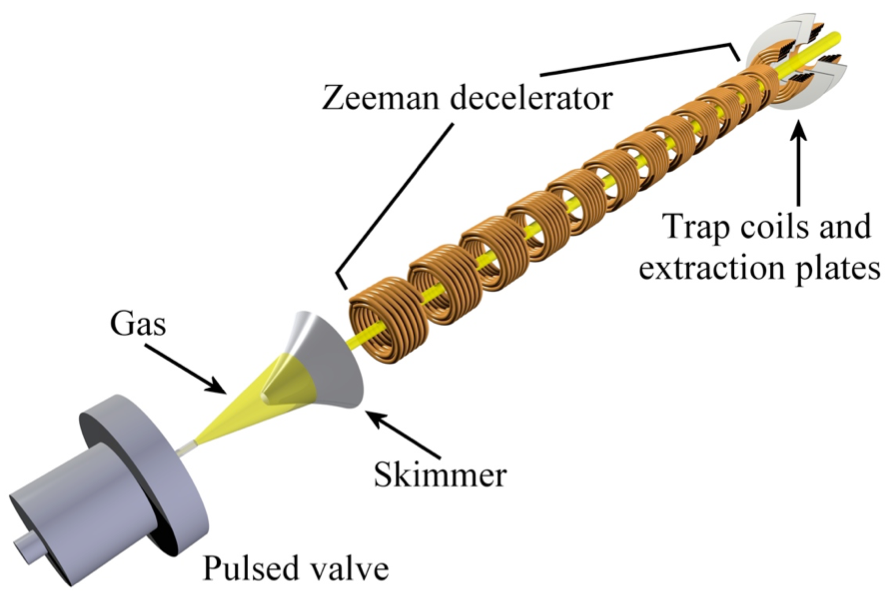 Zeeman decelerator
Trap coils and
extraction plates
Gas
Skimmer
Pulsed valve